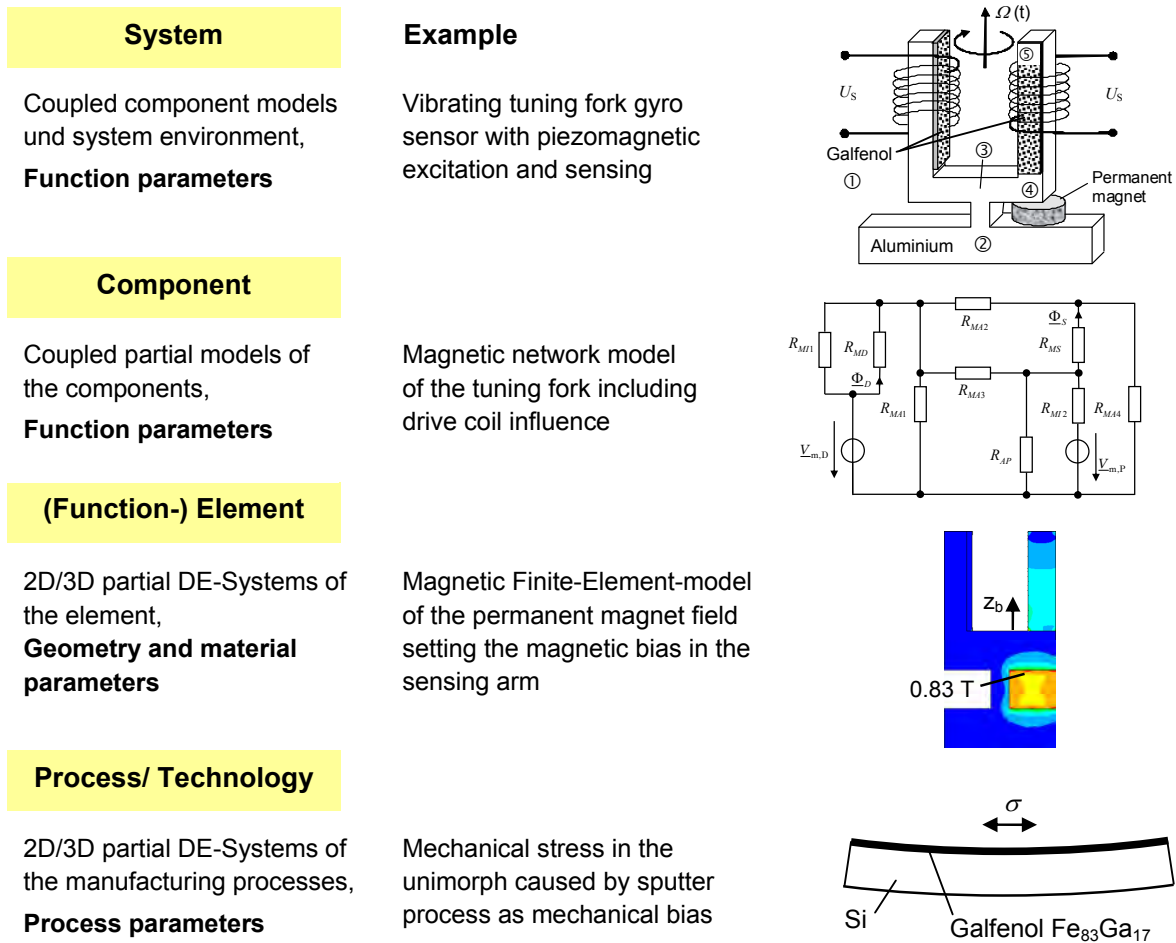 System
Example
Coupled component models
und system environment,
Function parameters
Vibrating tuning fork gyro
sensor with piezomagnetic
excitation and sensing
Ω (t)
⑤
U_S
U_S
Galfenol
③
①
④
Permanent
magnet
Aluminium
②
Component
Coupled partial models of
the components,
Function parameters
Magnetic network model
of the tuning fork including
drive coil influence
R_MA2
Φ_S
R_MI1
R_MD
R_MS
Φ_D
R_MA3
R_MA1
R_MI2
R_MA4
V_m,D
R_AP
V_m,P
(Function-) Element
2D/3D partial DE-Systems of
the element,
Geometry and material
parameters
Magnetic Finite-Element-model
of the permanent magnet field
setting the magnetic bias in the
sensing arm
z_b
0.83 T
Process/ Technology
2D/3D partial DE-Systems of
the manufacturing processes,
Process parameters
Mechanical stress in the
unimorph caused by sputter
process as mechanical bias
σ
Si
Galfenol Fe₈₃Ga₁₇